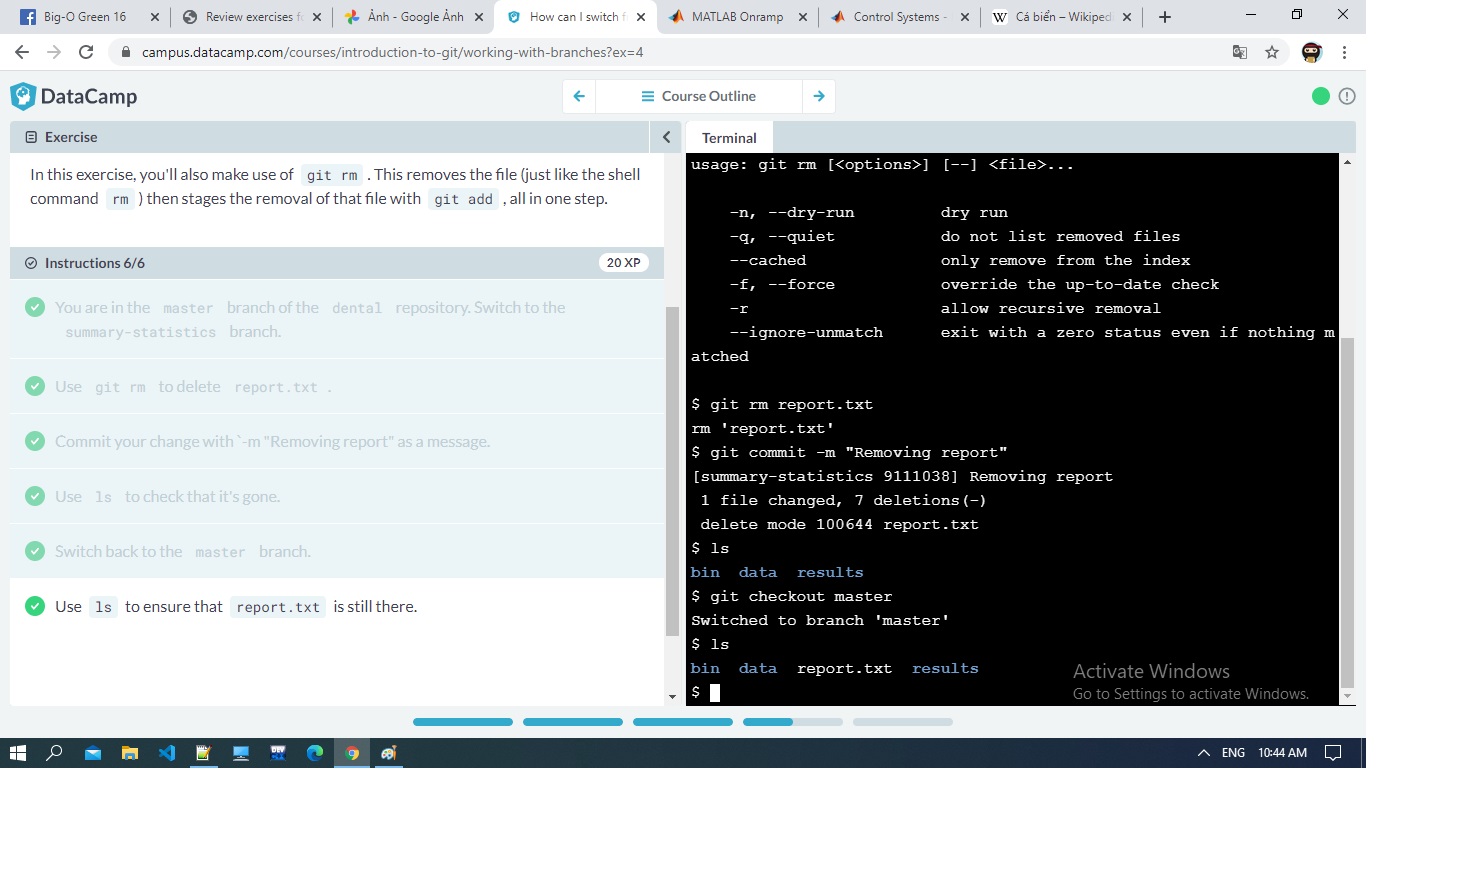 Big-O Green 16
Review exercises f
Ảnh - Google Ảnh
How can I switch f
MATLAB Onramp
Control Systems -
Cá biển – Wikiped
campus.datacamp.com/courses/introduction-to-git/working-with-branches?ex=4
DataCamp
Course Outline
Exercise
In this exercise, you'll also make use of git rm . This removes the file (just like the shell
command rm ) then stages the removal of that file with git add , all in one step.
Instructions 6/6
20 XP
You are in the master branch of the dental repository. Switch to the
summary-statistics branch.
Use git rm to delete report.txt .
Commit your change with `-m "Removing report" as a message.
Use ls to check that it's gone.
Switch back to the master branch.
Use ls to ensure that report.txt is still there.
Terminal
usage: git rm [<options>] [--] <file>...
-n, --dry-run dry run
-q, --quiet do not list removed files
--cached only remove from the index
-f, --force override the up-to-date check
-r allow recursive removal
--ignore-unmatch exit with a zero status even if nothing m
atched
$ git rm report.txt
rm 'report.txt'
$ git commit -m "Removing report"
[summary-statistics 9111038] Removing report
1 file changed, 7 deletions(-)
delete mode 100644 report.txt
$ ls
bin data results
$ git checkout master
Switched to branch 'master'
$ ls
bin data report.txt results
$
Activate Windows
Go to Settings to activate Windows.
ENG 10:44 AM